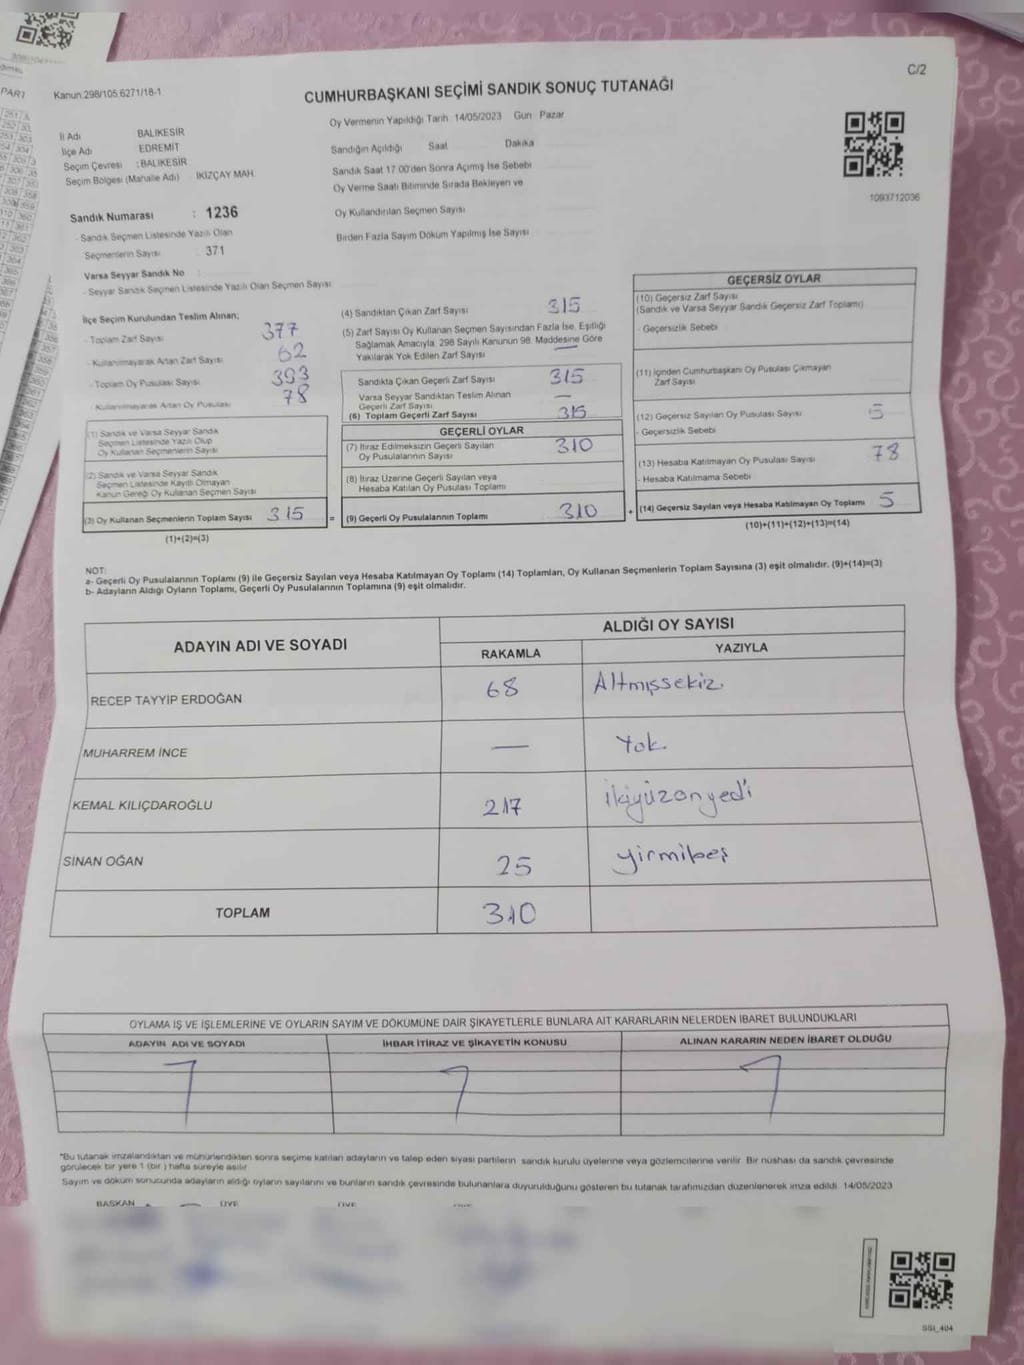 C/2
Kanun.298/105,6271/18-1
CUMHURBAŞKANI SEÇİMİ SANDIK SONUÇ TUTANAĞI
Oy Vermenin Yapıldığı Tarih 14/05/2023 Gün Pazar
İl Adı BALIKESİR
İlçe Adı EDREMİT
Seçim Çevresi : BALIKESİR
Seçim Bölgesi (Mahalle Adı) İKİZÇAY MAH.
Sandığın Açıldığı Saat Dakika
Sandık Saat 17.00'den Sonra Açımış İse Sebebi
Oy Verme Saati Bitiminde Sırada Bekleyen ve
Oy Kullandırılan Seçmen Sayısı
Birden Fazla Sayım Döküm Yapılmış İse Sayısı
1093712036
Sandık Numarası : 1236
- Sandık Seçmen Listesinde Yazılı Olan
Seçmenlerin Sayısı : 371
Varsa Seyyar Sandık No
- Seyyar Sandık Seçmen Listesinde Yazılı Olan Seçmen Sayısı
İlçe Seçim Kurulundan Teslim Alınan;
- Toplam Zarf Sayısı 377
- Kullanılmayarak Artan Zarf Sayısı 62
- Toplam Oy Pusulası Sayısı 393
- Kullanılmayarak Artan Oy Pusulası 78
(1) Sandık ve Varsa Seyyar Sandık
Seçmen Listesinde Yazılı Olup
Oy Kullanan Seçmenlerin Sayısı
(2) Sandık ve Varsa Seyyar Sandık
Seçmen Listesinde Kayıtlı Olmayan
Kanun Gereği Oy Kullanan Seçmen Sayısı
(3) Oy Kullanan Seçmenlerin Toplam Sayısı 315 =
(1)+(2)=(3)
(4) Sandıktan Çıkan Zarf Sayısı 315
(5) Zarf Sayısı Oy Kullanan Seçmen Sayısından Fazla İse, Eşitliği
Sağlamak Amacıyla, 298 Sayılı Kanunun 98. Maddesine Göre
Yakılarak Yok Edilen Zarf Sayısı —
Sandıkta Çıkan Geçerli Zarf Sayısı 315
Varsa Seyyar Sandıktan Teslim Alınan
Geçerli Zarf Sayısı —
(6) Toplam Geçerli Zarf Sayısı 315
GEÇERLİ OYLAR
(7) İtiraz Edilmeksizin Geçerli Sayılan
Oy Pusulalarının Sayısı 310
(8) İtiraz Üzerine Geçerli Sayılan veya
Hesaba Katılan Oy Pusulası Toplamı
(9) Geçerli Oy Pusulalarının Toplamı 310 +
GEÇERSİZ OYLAR
(10) Geçersiz Zarf Sayısı
(Sandık ve Varsa Seyyar Sandık Geçersiz Zarf Toplamı)
- Geçersizlik Sebebi
(11) İçinden Cumhurbaşkanı Oy Pusulası Çıkmayan
Zarf Sayısı
(12) Geçersiz Sayılan Oy Pusulası Sayısı 5
- Geçersizlik Sebebi
(13) Hesaba Katılmayan Oy Pusulası Sayısı 78
- Hesaba Katılmama Sebebi
(14) Geçersiz Sayılan veya Hesaba Katılmayan Oy Toplamı 5
(10)+(11)+(12)+(13)=(14)
NOT:
a- Geçerli Oy Pusulalarının Toplamı (9) ile Geçersiz Sayılan veya Hesaba Katılmayan Oy Toplamı (14) Toplamları, Oy Kullanan Seçmenlerin Toplam Sayısına (3) eşit olmalıdır. (9)+(14)=(3)
b- Adayların Aldığı Oyların Toplamı, Geçerli Oy Pusulalarının Toplamına (9) eşit olmalıdır.
ADAYIN ADI VE SOYADI ALDIĞI OY SAYISI
RAKAMLA YAZIYLA
RECEP TAYYİP ERDOĞAN 68 Altmışsekiz
MUHARREM İNCE — Yok
KEMAL KILIÇDAROĞLU 217 ikiyüzonyedi
SİNAN OĞAN 25 yirmibeş
TOPLAM 310
OYLAMA İŞ VE İŞLEMLERİNE VE OYLARIN SAYIM VE DÖKÜMÜNE DAİR ŞİKAYETLERLE BUNLARA AİT KARARLARIN NELERDEN İBARET BULUNDUKLARI
ADAYIN ADI VE SOYADI İHBAR İTİRAZ VE ŞİKAYETİN KONUSU ALINAN KARARIN NEDEN İBARET OLDUĞU
*Bu tutanak imzalandıktan ve mühürlendikten sonra seçime katılan adayların ve talep eden siyasi partilerin sandık kurulu üyelerine veya gözlemcilerine verilir. Bir nüshası da sandık çevresinde
görülecek bir yere 1 (bir) hafta süreyle asılır.
Sayım ve döküm sonucunda adayların aldığı oyların sayılarını ve bunların sandık çevresinde bulunanlara duyurulduğunu gösteren bu tutanak tarafımızdan düzenlenerek imza edildi. 14/05/2023
BAŞKAN ÜYE ÜYE
SSI_404